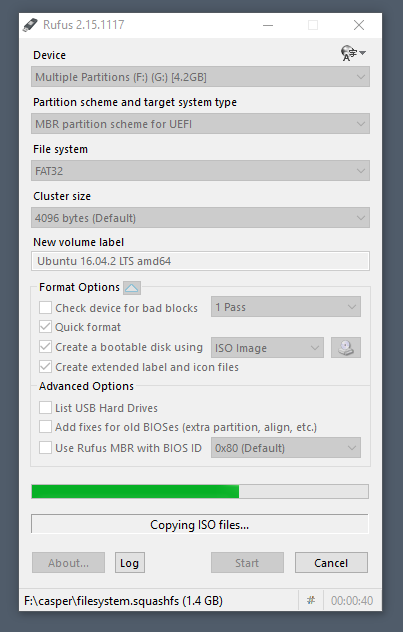 Rufus 2.15.1117
Device
Multiple Partitions (F:) (G:) [4.2GB]
Partition scheme and target system type
MBR partition scheme for UEFI
File system
FAT32
Cluster size
4096 bytes (Default)
New volume label
Ubuntu 16.04.2 LTS amd64
Format Options
Check device for bad blocks 1 Pass
Quick format
Create a bootable disk using ISO Image
Create extended label and icon files
Advanced Options
List USB Hard Drives
Add fixes for old BIOSes (extra partition, align, etc.)
Use Rufus MBR with BIOS ID 0x80 (Default)
Copying ISO files...
About... Log Start Cancel
F:\casper\filesystem.squashfs (1.4 GB) # 00:00:40